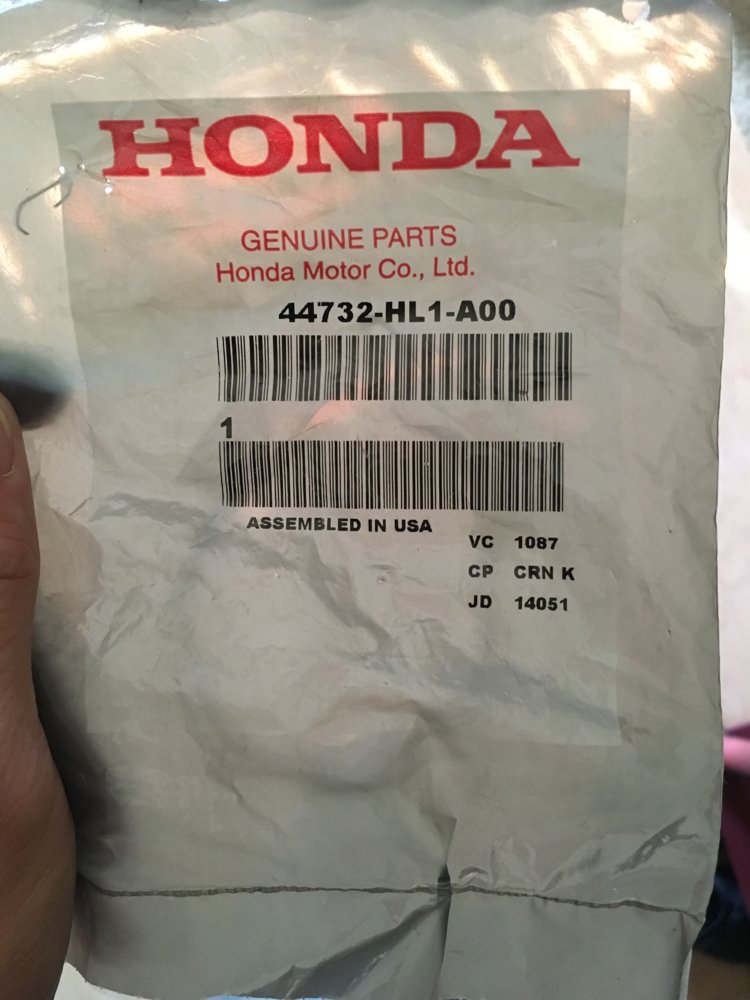 HONDA
GENUINE PARTS
Honda Motor Co., Ltd.
44732-HL1-A00
1
ASSEMBLED IN USA
VC 1087
CP CRN K
JD 14051